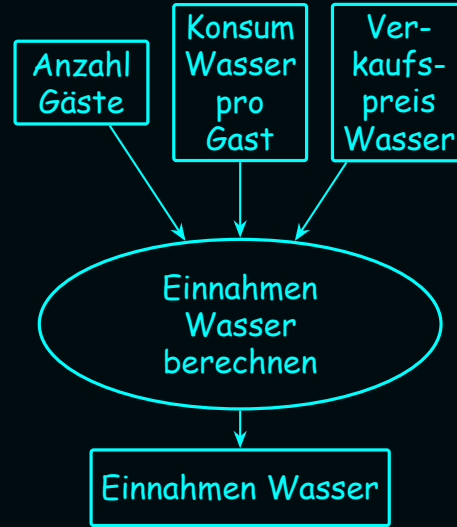 Anzahl
Gäste
Konsum
Wasser
pro
Gast
Ver-
kaufs-
preis
Wasser
Einnahmen
Wasser
berechnen
Einnahmen Wasser